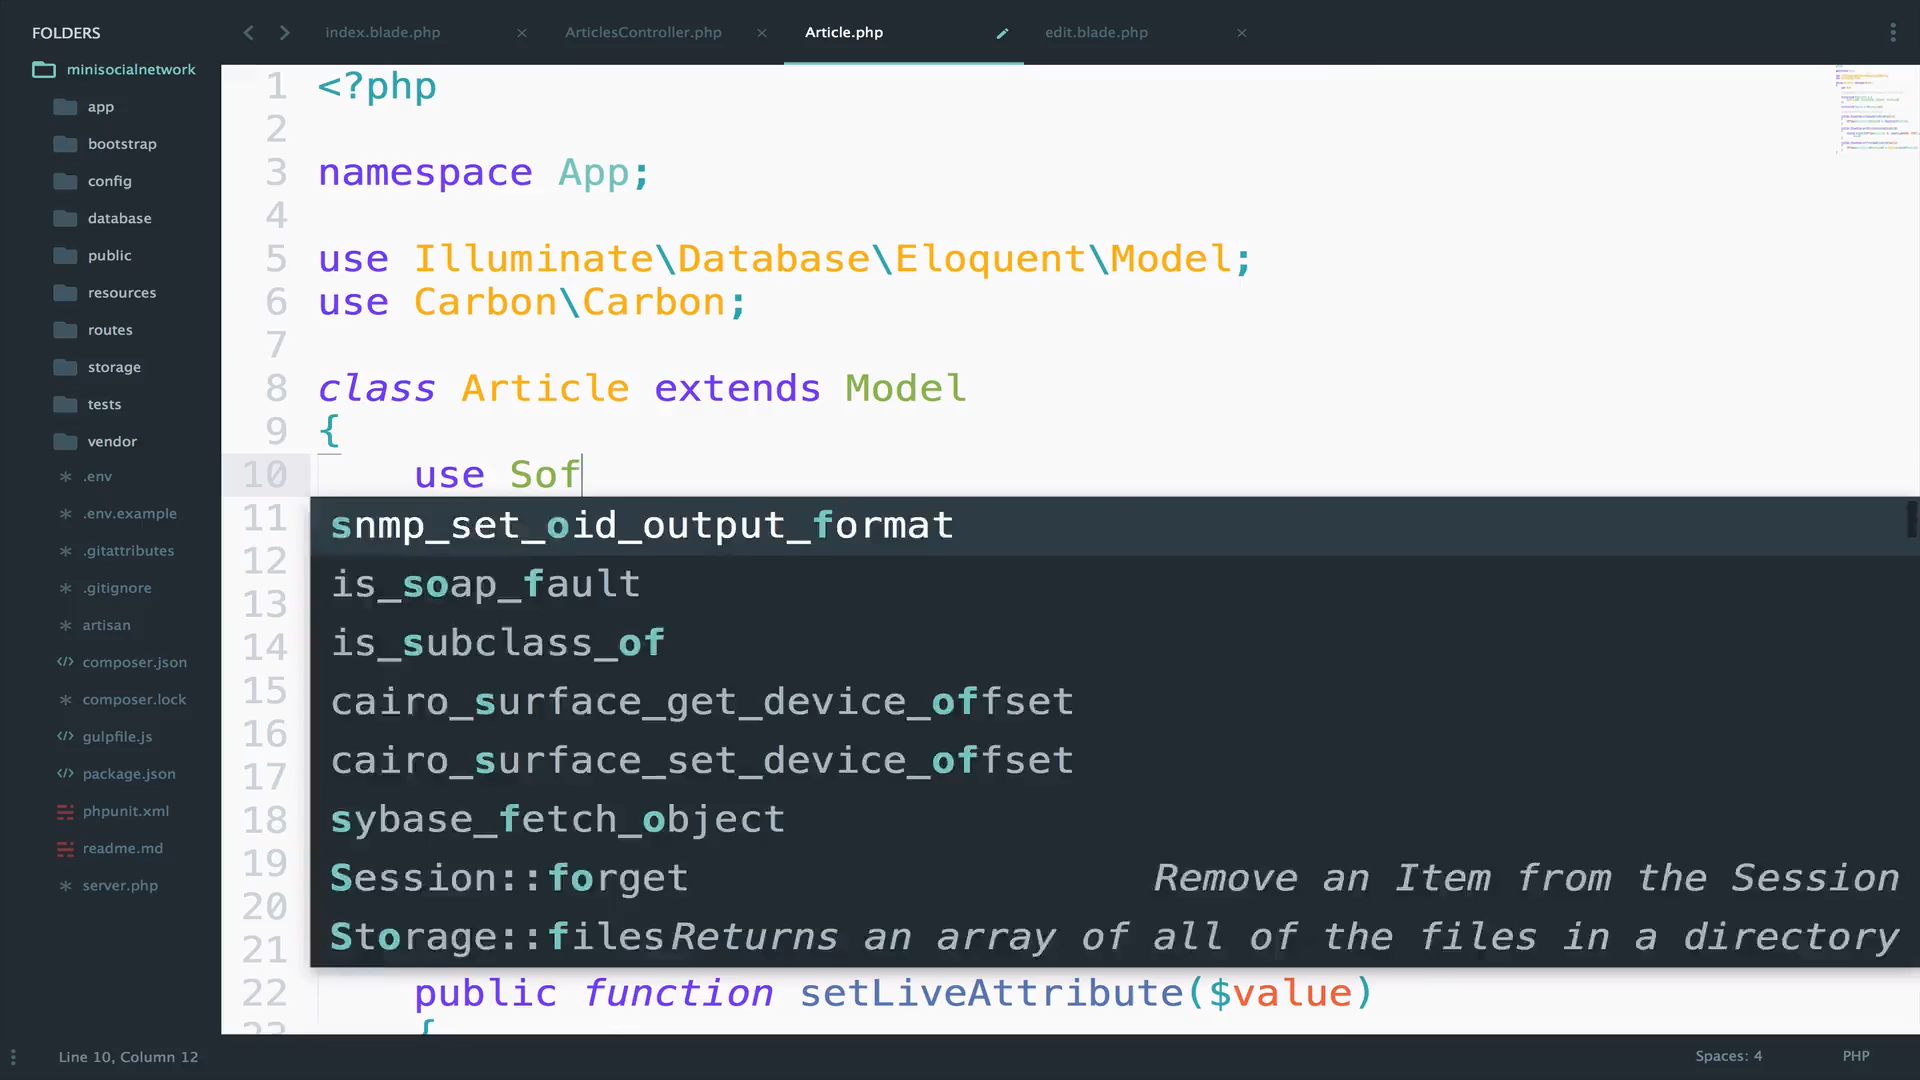 FOLDERS
minisocialnetwork
app
bootstrap
config
database
public
resources
routes
storage
tests
vendor
.env
.env.example
.gitattributes
.gitignore
artisan
composer.json
composer.lock
gulpfile.js
package.json
phpunit.xml
readme.md
server.php
index.blade.php
ArticlesController.php
Article.php
edit.blade.php
1 <?php
2
3 namespace App;
4
5 use Illuminate\Database\Eloquent\Model;
6 use Carbon\Carbon;
7
8 class Article extends Model
9 {
10 use Sof
11 snmp_set_oid_output_format
12 is_soap_fault
13 is_subclass_of
14
15 cairo_surface_get_device_offset
16 cairo_surface_set_device_offset
17
18 sybase_fetch_object
19 Session::forget Remove an Item from the Session
20
21 Storage::files Returns an array of all of the files in a directory
22 public function setLiveAttribute($value)
23 {
Line 10, Column 12
Spaces: 4
PHP